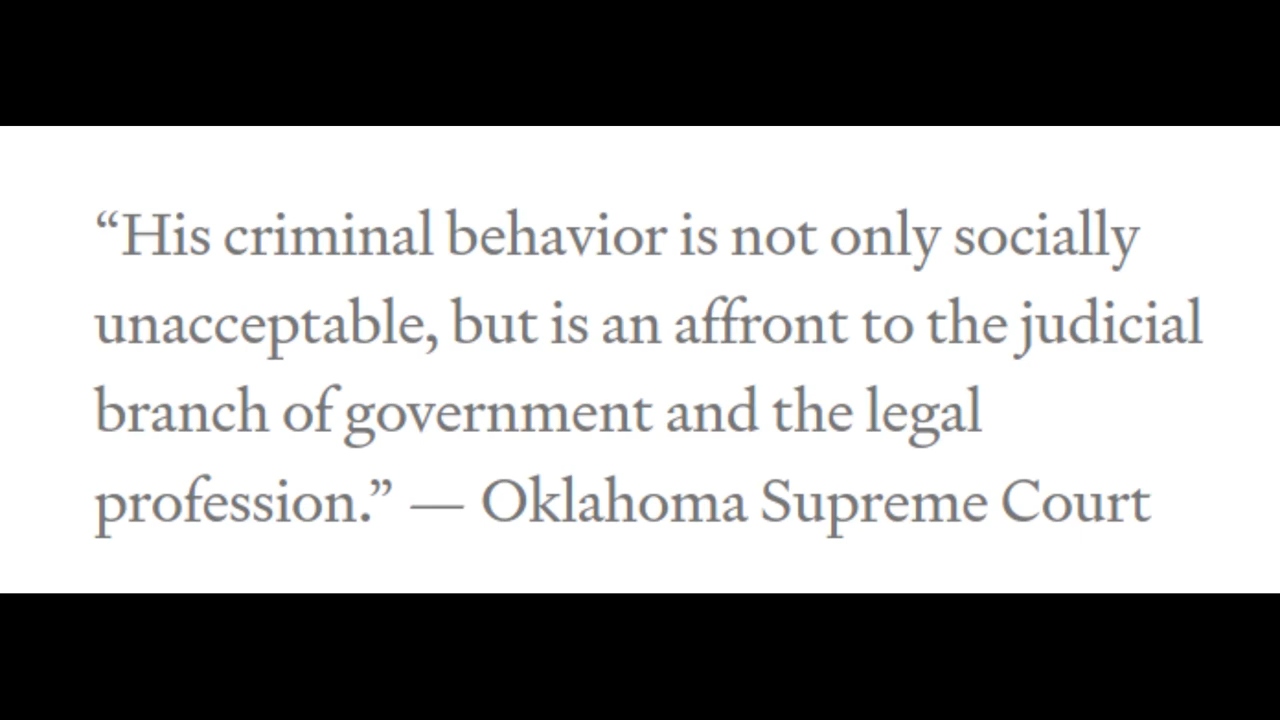 “His criminal behavior is not only socially
unacceptable, but is an affront to the judicial
branch of government and the legal
profession.” — Oklahoma Supreme Court